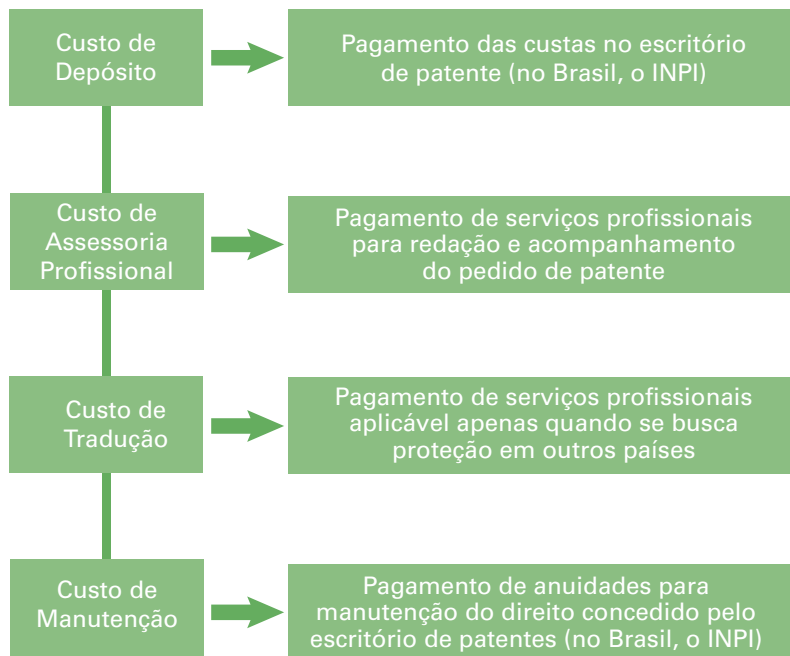 Custo de
Depósito
Pagamento das custas no escritório
de patente (no Brasil, o INPI)
Custo de
Assessoria
Profissional
Pagamento de serviços profissionais
para redação e acompanhamento
do pedido de patente
Custo de
Tradução
Pagamento de serviços profissionais
aplicável apenas quando se busca
proteção em outros países
Custo de
Manutenção
Pagamento de anuidades para
manutenção do direito concedido pelo
escritório de patentes (no Brasil, o INPI)